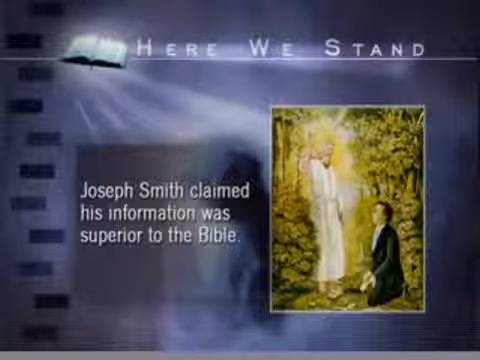 HERE WE STAND
Joseph Smith claimed
his information was
superior to the Bible.